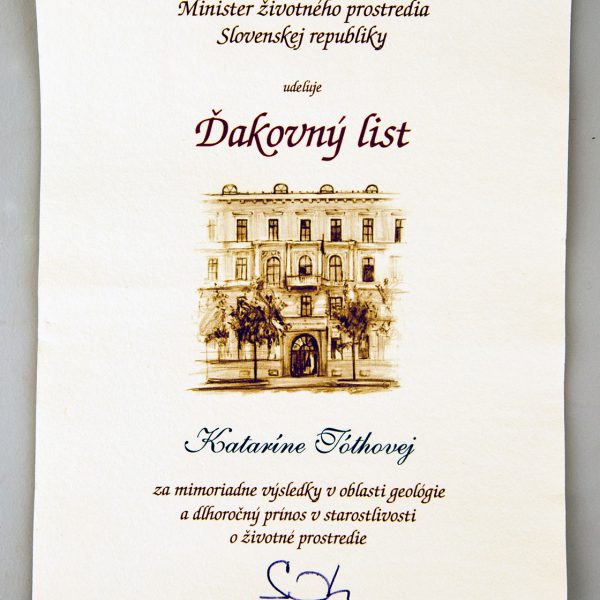 Minister životného prostredia
Slovenskej republiky
udeľuje
Ďakovný list
Kataríne Tóthovej
za mimoriadne výsledky v oblasti geológie
a dlhoročný prínos v starostlivosti
o životné prostredie